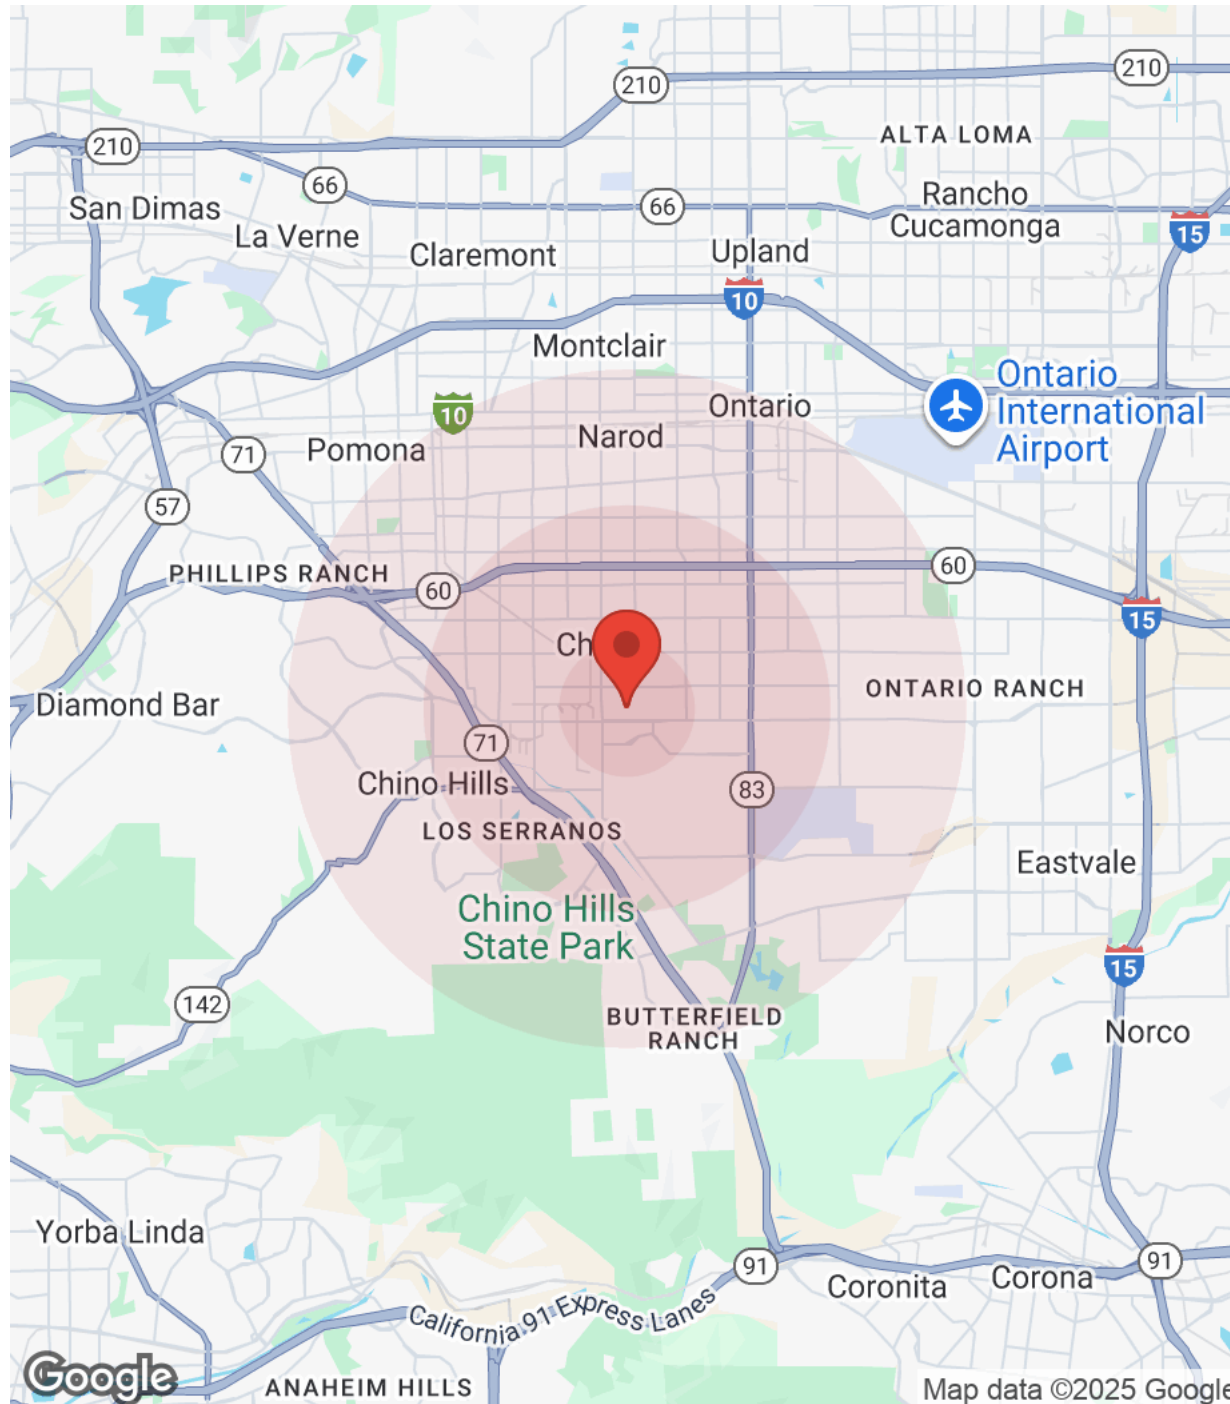 210
210
ALTA LOMA
210
66
San Dimas
66
Rancho
Cucamonga
15
La Verne
Claremont
Upland
10
Montclair
Ontario
International
Airport
10
Ontario
Narod
Pomona
71
57
PHILLIPS RANCH
60
60
15
Ch
ONTARIO RANCH
Diamond Bar
71
Chino Hills
83
LOS SERRANOS
Eastvale
Chino Hills
State Park
15
142
BUTTERFIELD
RANCH
Norco
Yorba Linda
91
91
Coronita
Corona
California 91 Express Lanes
Google
ANAHEIM HILLS
Map data ©2025 Google